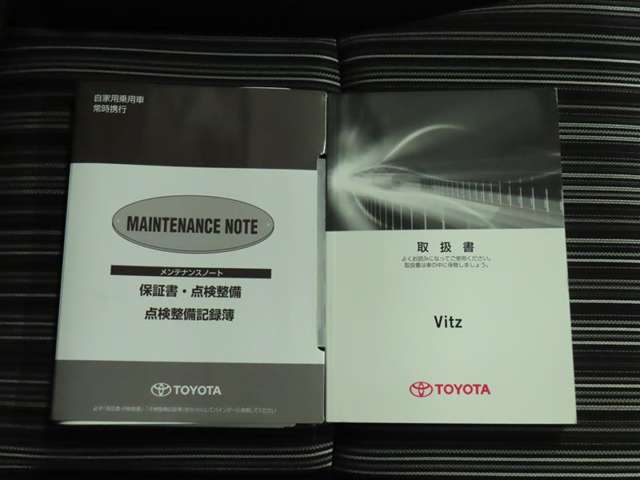 自家用乗用車
常時携行
MAINTENANCE NOTE
メンテナンスノート
保証書・点検整備
点検整備記録簿
TOYOTA
取扱書
よくお読みになってご使用ください。
取扱書は車の中に保管しましょう。
Vitz
TOYOTA